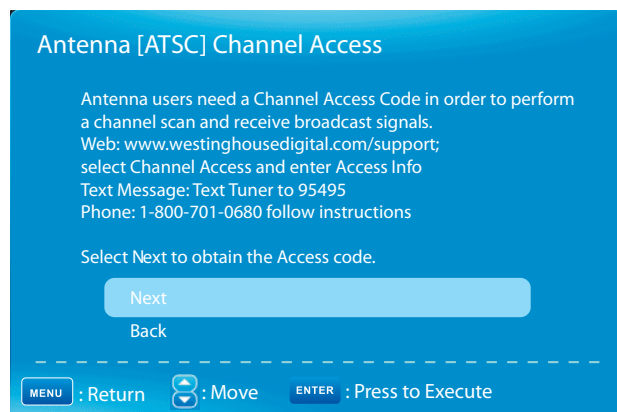 Antenna [ATSC] Channel Access
Antenna users need a Channel Access Code in order to perform
a channel scan and receive broadcast signals.
Web: www.westinghousedigital.com/support;
select Channel Access and enter Access Info
Text Message: Text Tuner to 95495
Phone: 1-800-701-0680 follow instructions
Select Next to obtain the Access code.
Next
Back
MENU : Return : Move ENTER : Press to Execute